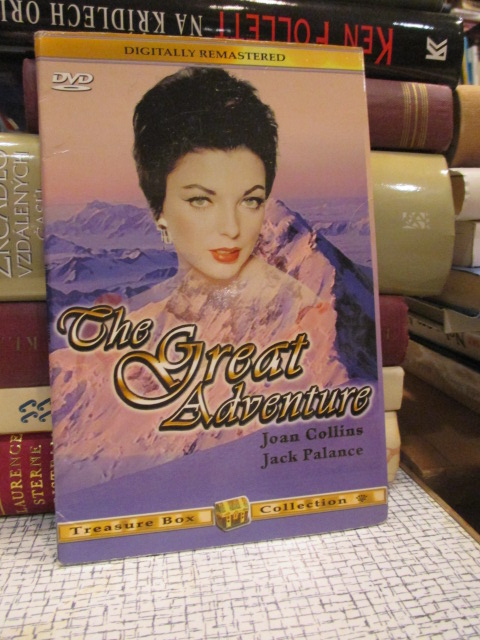 KEN FOLLETT
NA KŘÍDLECH ORL
DIGITALLY REMASTERED
DVD
ZRCADLO
VZDÁLENÝCH
ČASŮ
The
Great
Adventure
Joan Collins
Jack Palance
LAURENCE
STERNE
Treasure Box
Collection